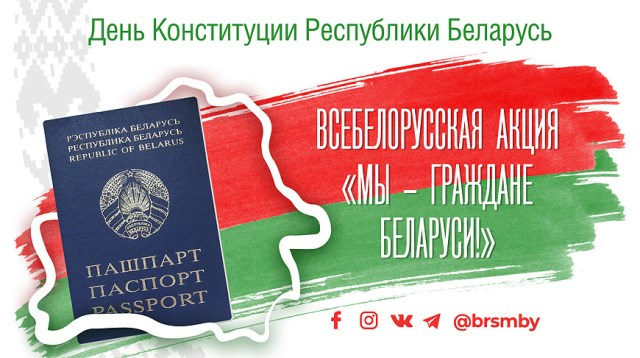 День Конституции Республики Беларусь
РЭСПУБЛІКА БЕЛАРУСЬ
РЕСПУБЛИКА БЕЛАРУСЬ
REPUBLIC OF BELARUS
ПАШПАРТ
ПАСПОРТ
PASSPORT
ВСЕБЕЛОРУССКАЯ АКЦИЯ
«МЫ – ГРАЖДАНЕ
БЕЛАРУСИ!»
@brsmby